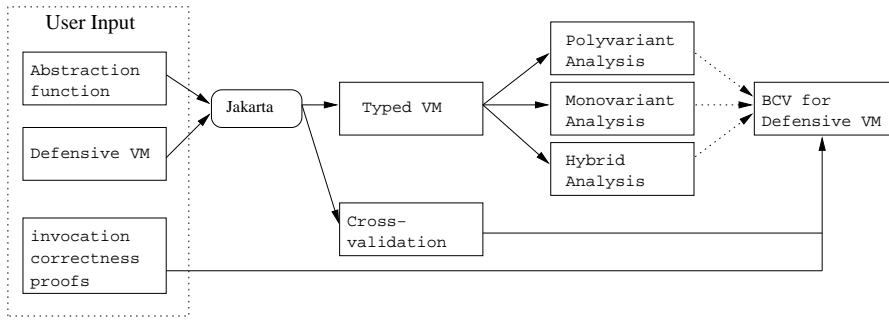 User Input
Abstraction
function
Defensive VM
invocation
correctness
proofs
Jakarta
Typed VM
Cross-
validation
Polyvariant
Analysis
Monovariant
Analysis
Hybrid
Analysis
BCV for
Defensive VM